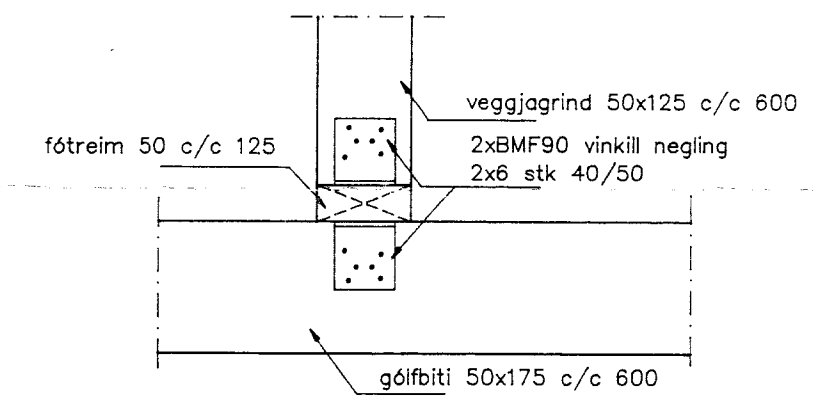 veggjagrind 50x125 c/c 600
fótreim 50 c/c 125
2xBMF90 vinkill negling
2x6 stk 40/50
gólfbiti 50x175 c/c 600